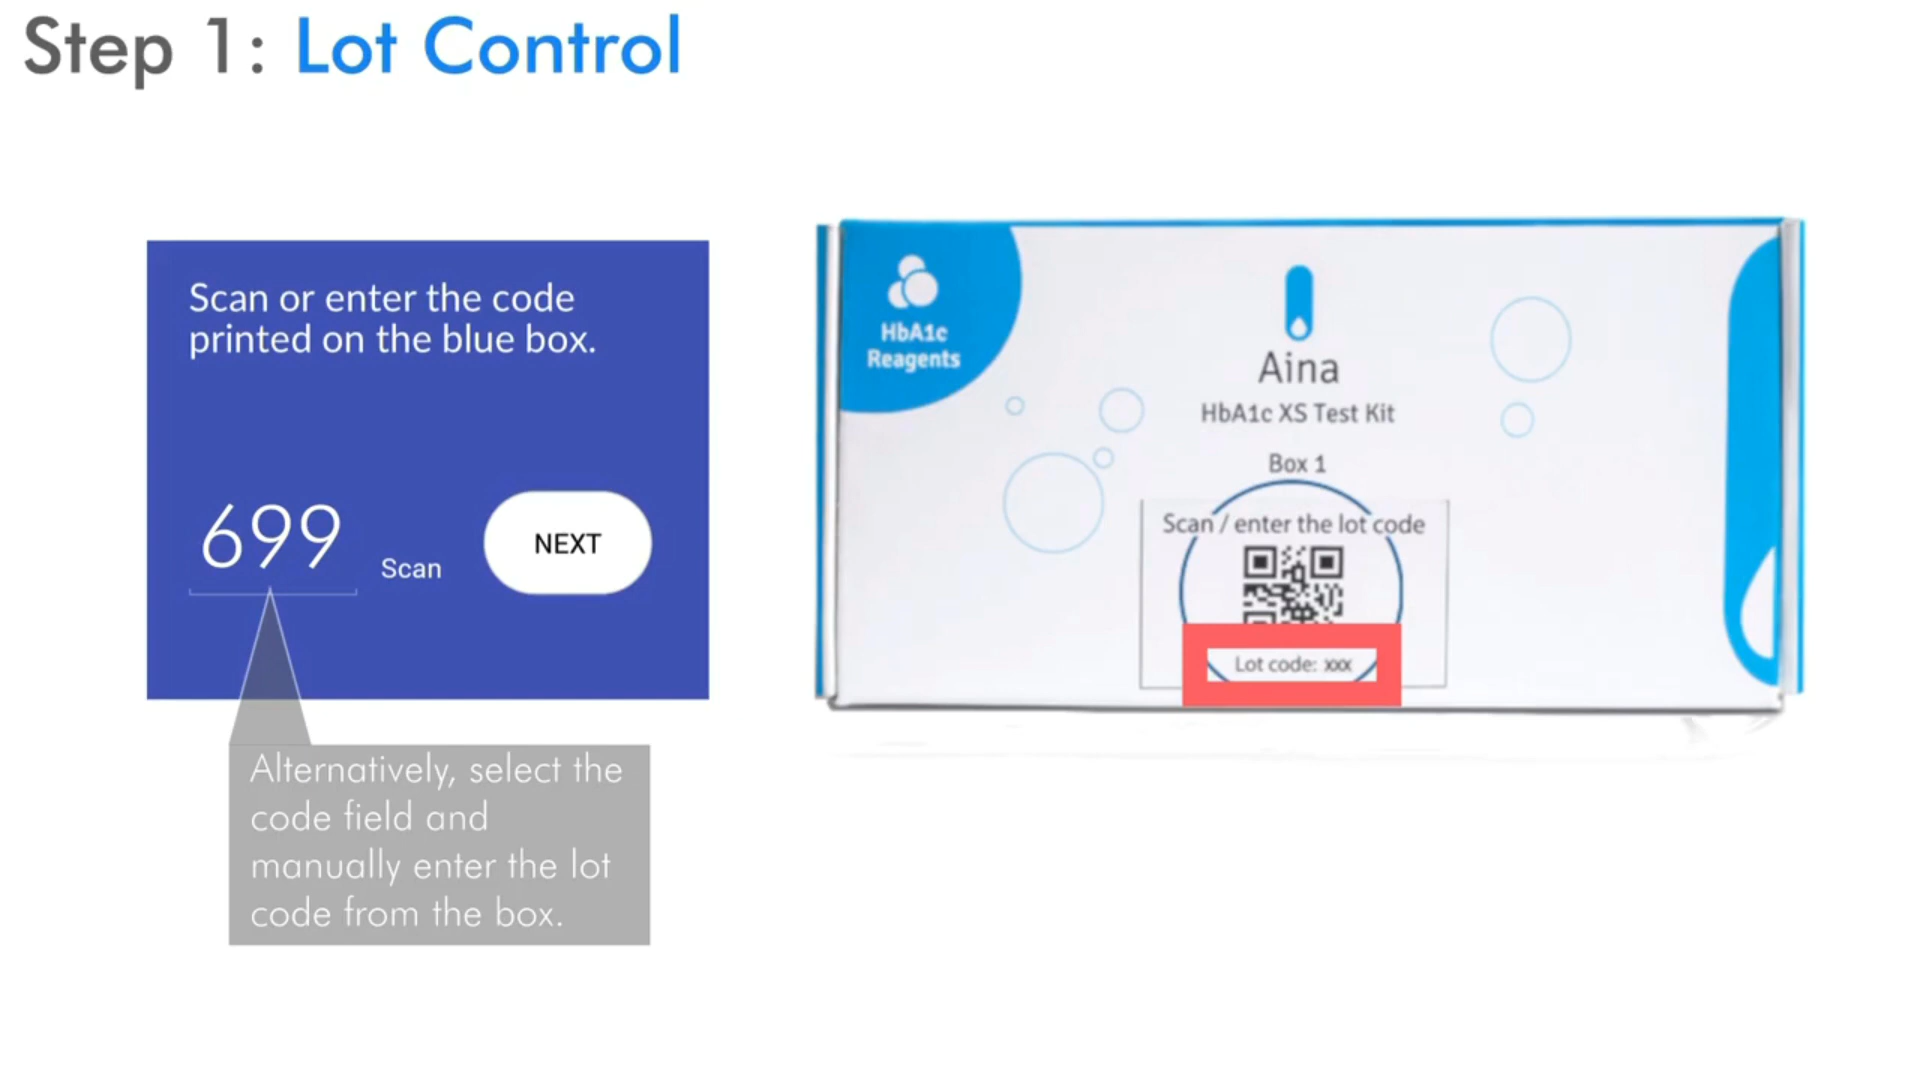 Step 1: Lot Control
Scan or enter the code
printed on the blue box.
699
Scan
NEXT
Alternatively, select the
code field and
manually enter the lot
code from the box.
HbA1c
Reagents
Aina
HbA1c XS Test Kit
Box 1
Scan / enter the lot code
Lot code: xxx